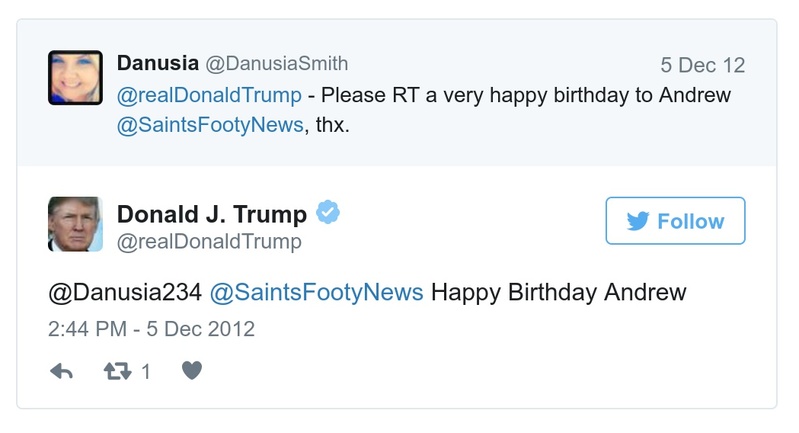 Danusia @DanusiaSmith 5 Dec 12
@realDonaldTrump - Please RT a very happy birthday to Andrew
@SaintsFootyNews, thx.
Donald J. Trump
@realDonaldTrump
Follow
@Danusia234 @SaintsFootyNews Happy Birthday Andrew
2:44 PM - 5 Dec 2012
1